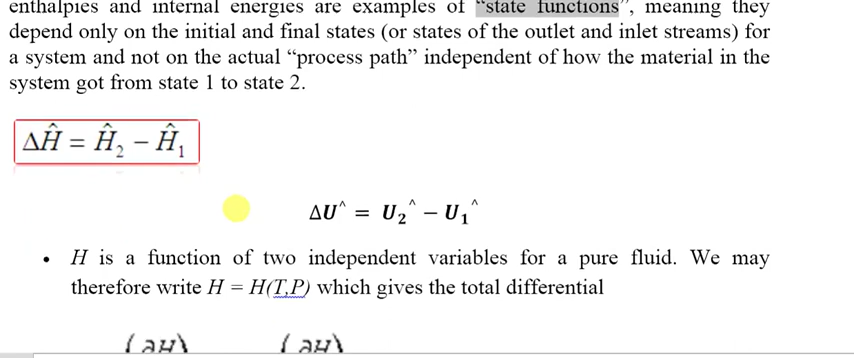 enthalpies and internal energies are examples of “state functions”, meaning they
depend only on the initial and final states (or states of the outlet and inlet streams) for
a system and not on the actual “process path” independent of how the material in the
system got from state 1 to state 2.
ΔĤ = Ĥ₂ − Ĥ₁
ΔU^ = U₂^ − U₁^
• H is a function of two independent variables for a pure fluid. We may
therefore write H = H(T,P) which gives the total differential
(∂H) (∂H)